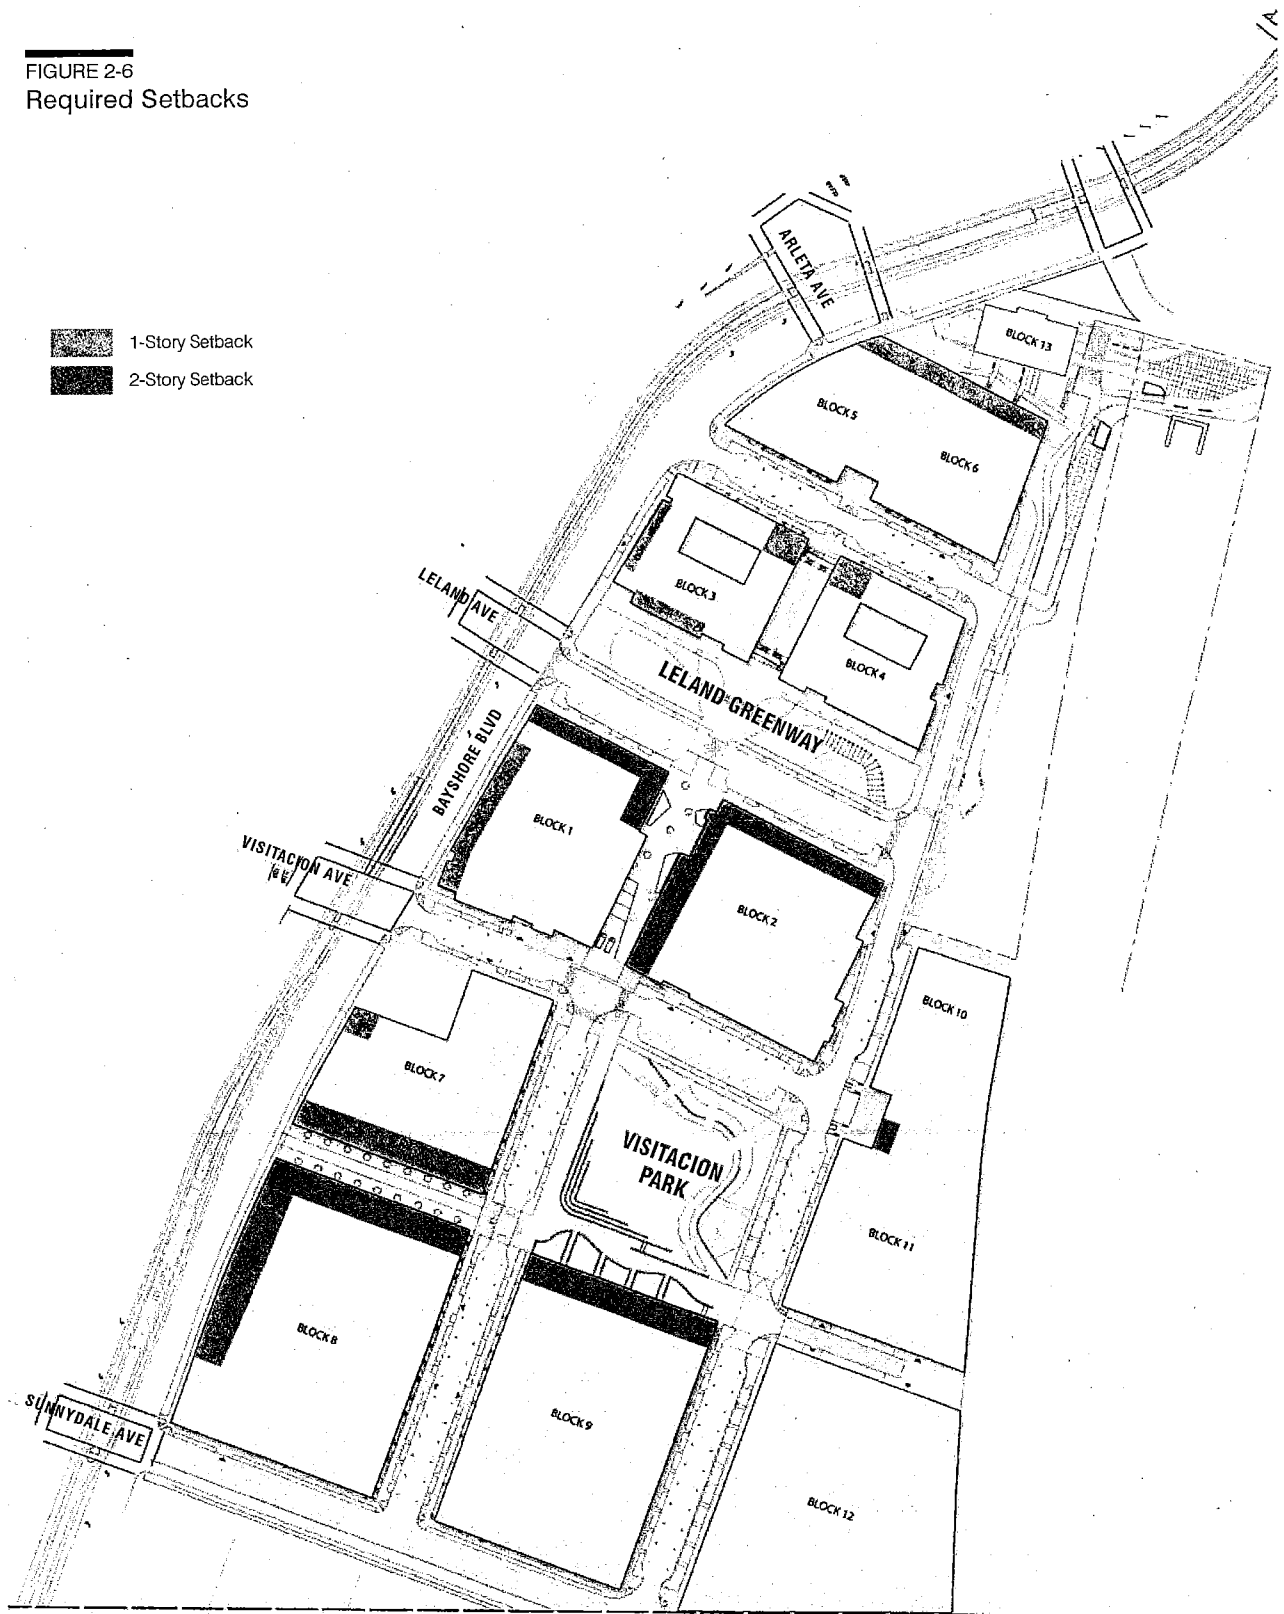 FIGURE 2-6
Required Setbacks
1-Story Setback
2-Story Setback
ARLETA AVE
BLOCK 13
BLOCK 5
BLOCK 6
LELAND AVE
BLOCK 3
BLOCK 4
LELAND GREENWAY
BAYSHORE BLVD
BLOCK 1
VISITACION AVE
BLOCK 2
BLOCK 10
BLOCK 7
VISITACION
PARK
BLOCK 11
BLOCK 8
SUNNYDALE AVE
BLOCK 9
BLOCK 12